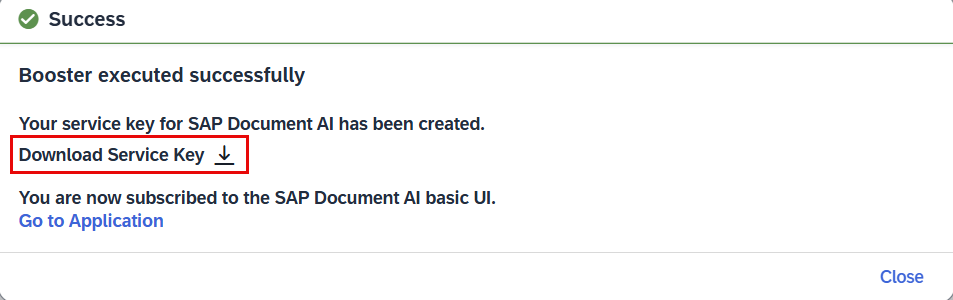 Success
Booster executed successfully
Your service key for SAP Document AI has been created.
Download Service Key
You are now subscribed to the SAP Document AI basic UI.
Go to Application
Close